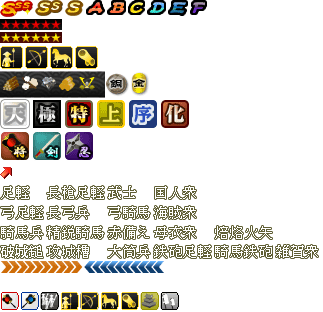 SSS SS S A B C D E F
銅 金
天 極 特 上 序 化
将 剣 忍
足軽 長槍足軽 武士 国人衆
弓足軽 長弓兵 弓騎馬 海賊衆
騎馬兵 精鋭騎馬 赤備え 母衣衆 焙烙火矢
破城鎚 攻城櫓 大筒兵 鉄砲足軽 騎馬鉄砲 雑賀衆